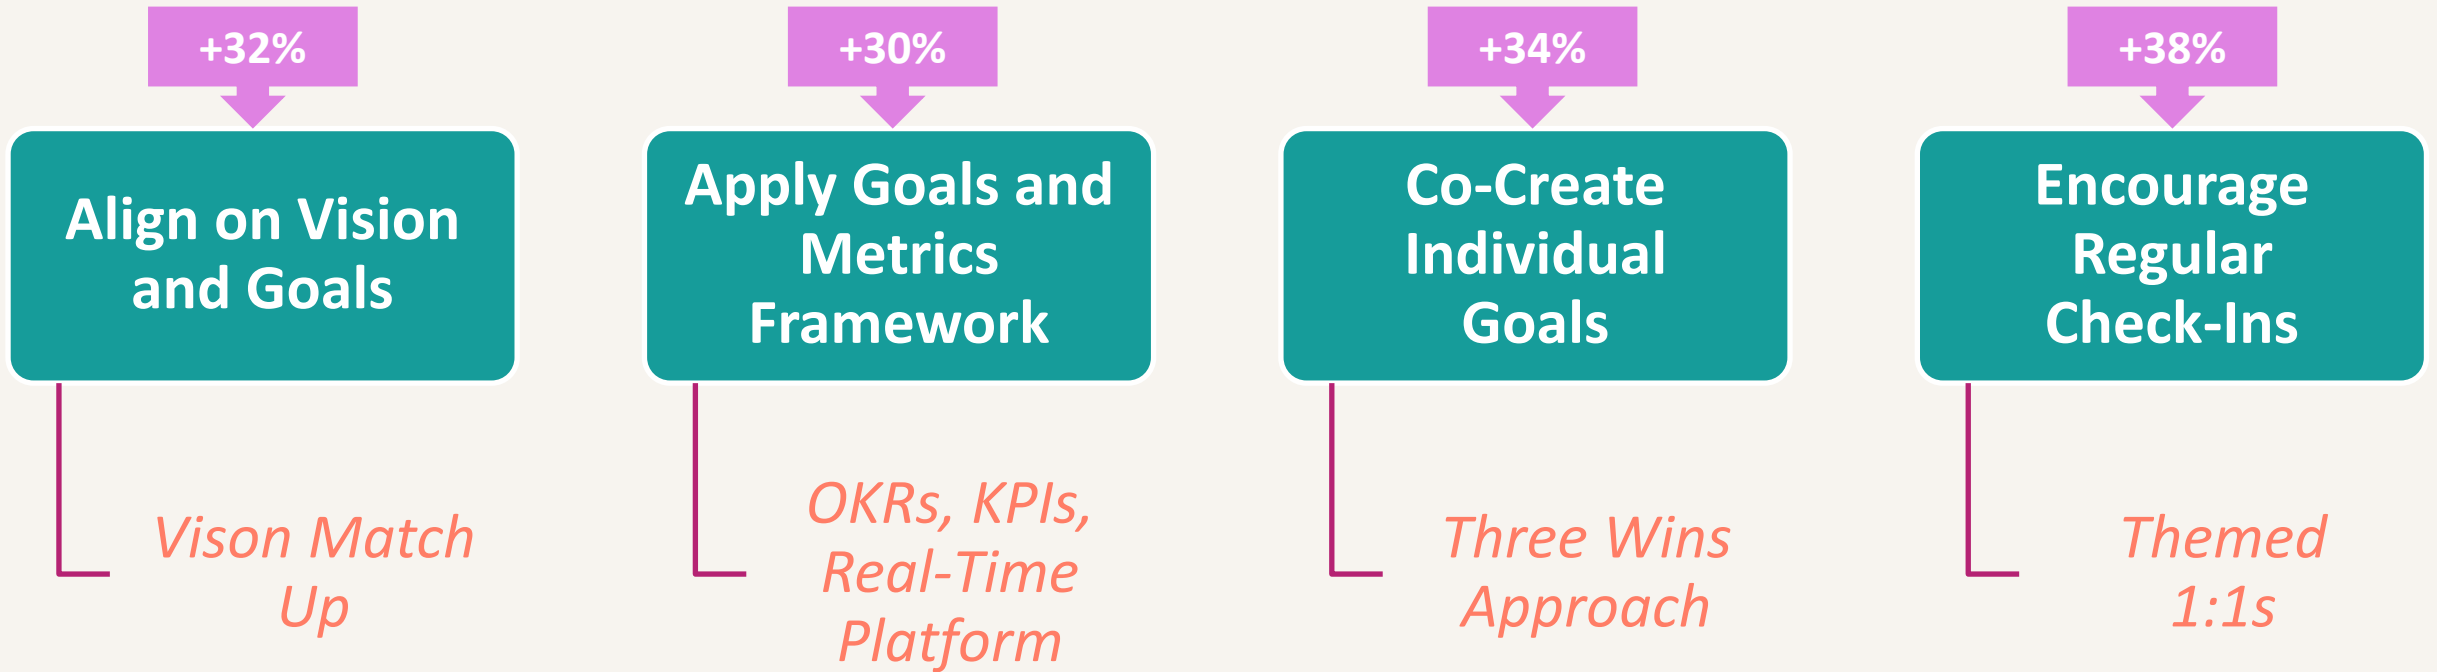 +32%
+30%
+34%
+38%
Align on Vision
and Goals
Apply Goals and
Metrics
Framework
Co-Create
Individual
Goals
Encourage
Regular
Check-Ins
Vison Match
Up
OKRs, KPIs,
Real-Time
Platform
Three Wins
Approach
Themed
1:1s